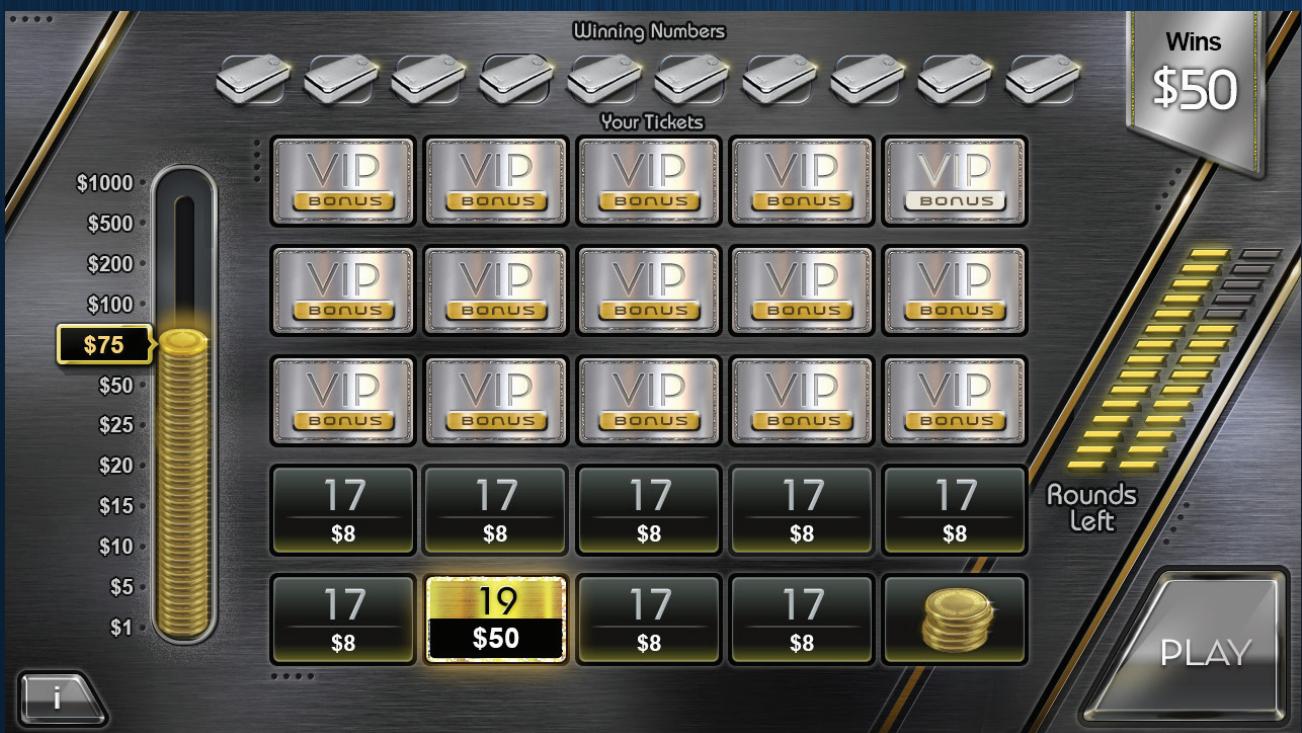 Winning Numbers
Wins
$50
Your Tickets
VIP VIP VIP VIP VIP
BONUS BONUS BONUS BONUS BONUS
VIP VIP VIP VIP VIP
BONUS BONUS BONUS BONUS BONUS
VIP VIP VIP VIP VIP
BONUS BONUS BONUS BONUS BONUS
17 17 17 17 17
$8 $8 $8 $8 $8
17 19 17 17
$8 $50 $8 $8
$1000
$500
$200
$100
$75
$50
$25
$20
$15
$10
$5
$1
Rounds
Left
PLAY
i